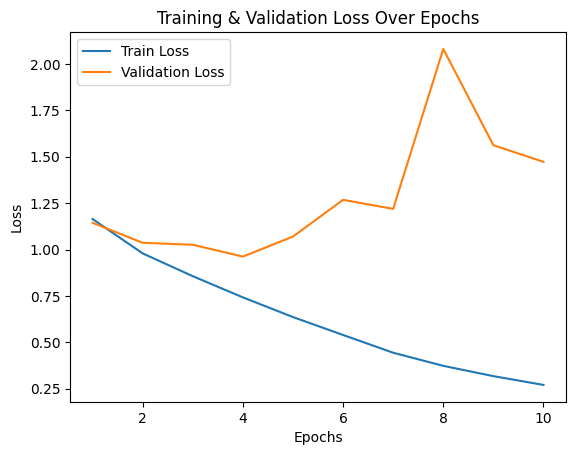 Training & Validation Loss Over Epochs
Train Loss
Validation Loss
2.00
1.75
1.50
1.25
1.00
0.75
0.50
0.25
Loss
2 4 6 8 10
Epochs